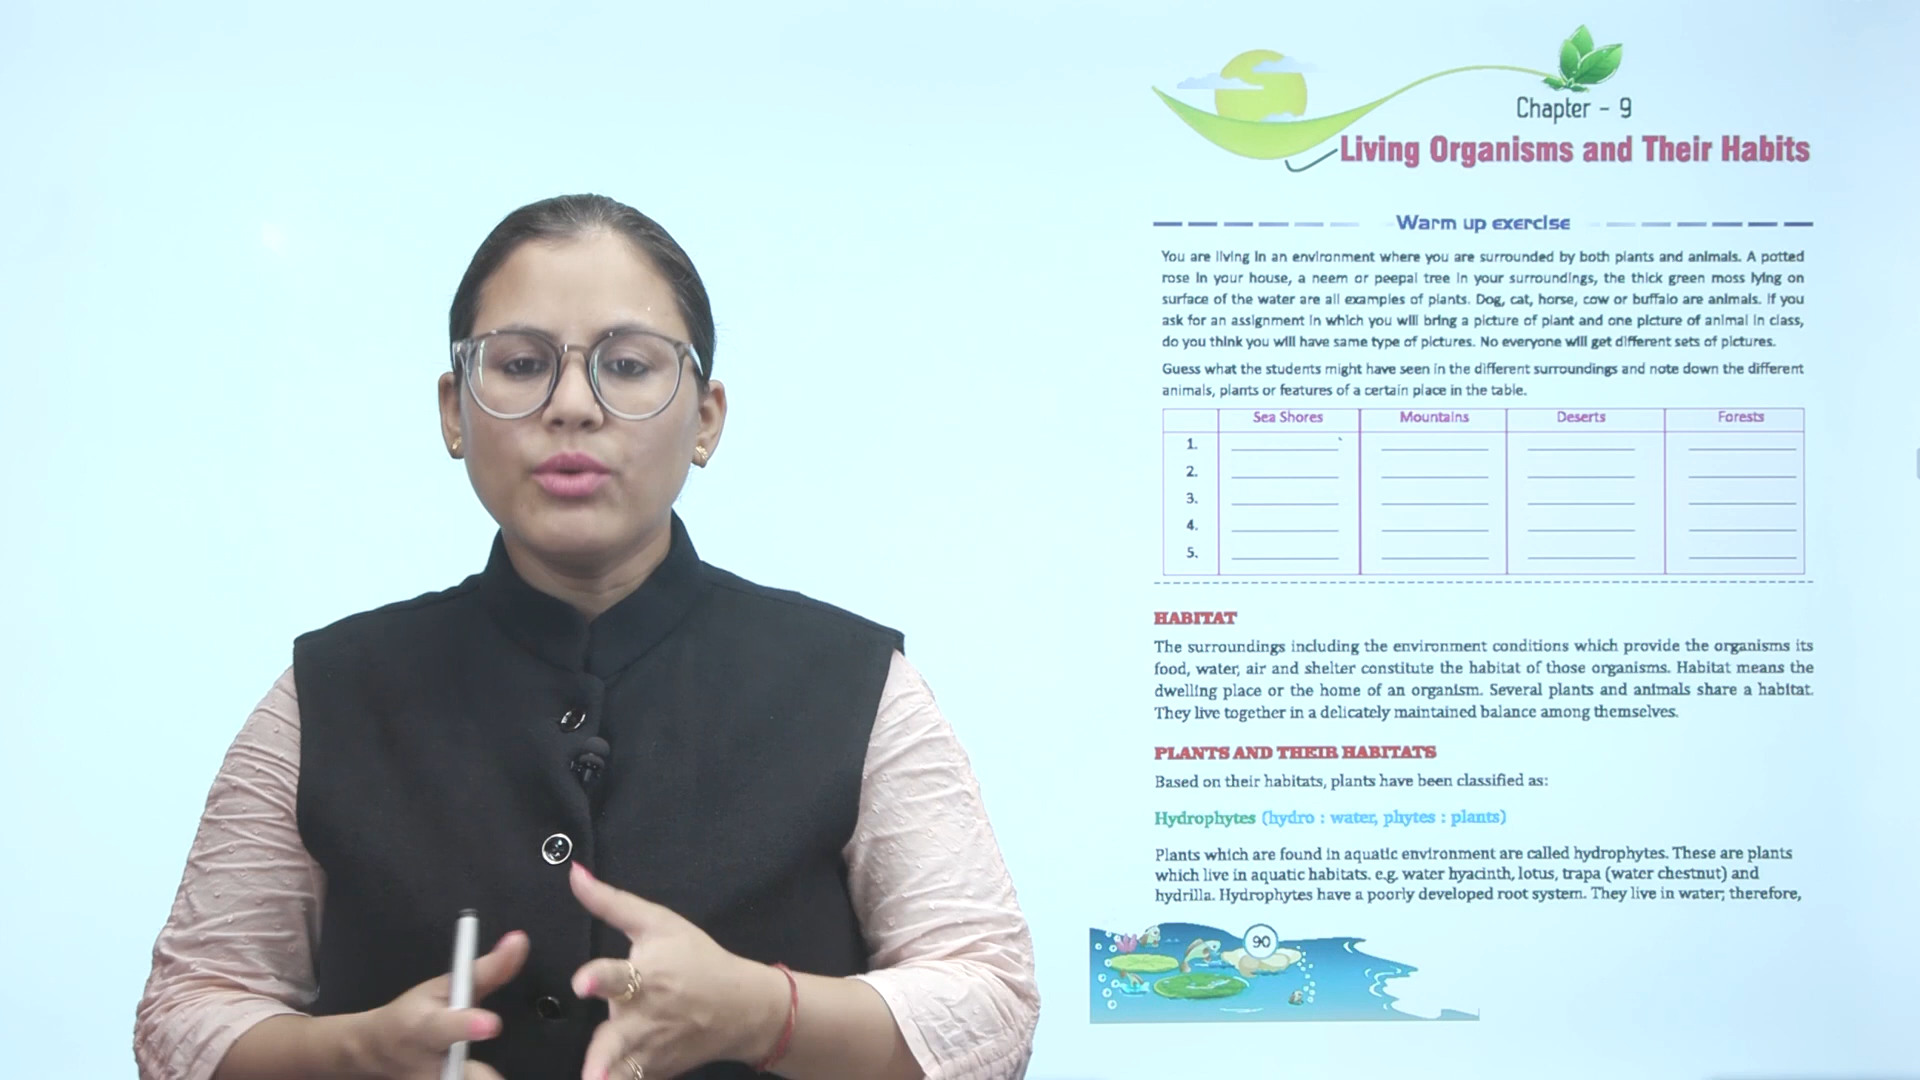 Chapter - 9
Living Organisms and Their Habits
Warm up exercise
You are living in an environment where you are surrounded by both plants and animals. A potted
rose in your house, a neem or peepal tree in your surroundings, the thick green moss lying on
surface of the water are all examples of plants. Dog, cat, horse, cow or buffalo are animals. If you
ask for an assignment in which you will bring a picture of plant and one picture of animal in class,
do you think you will have same type of pictures. No everyone will get different sets of pictures.
Guess what the students might have seen in the different surroundings and note down the different
animals, plants or features of a certain place in the table.
Sea Shores Mountains Deserts Forests
1.
2.
3.
4.
5.
HABITAT
The surroundings including the environment conditions which provide the organisms its
food, water, air and shelter constitute the habitat of those organisms. Habitat means the
dwelling place or the home of an organism. Several plants and animals share a habitat.
They live together in a delicately maintained balance among themselves.
PLANTS AND THEIR HABITATS
Based on their habitats, plants have been classified as:
Hydrophytes (hydro : water, phytes : plants)
Plants which are found in aquatic environment are called hydrophytes. These are plants
which live in aquatic habitats. e.g. water hyacinth, lotus, trapa (water chestnut) and
hydrilla. Hydrophytes have a poorly developed root system. They live in water; therefore,
90